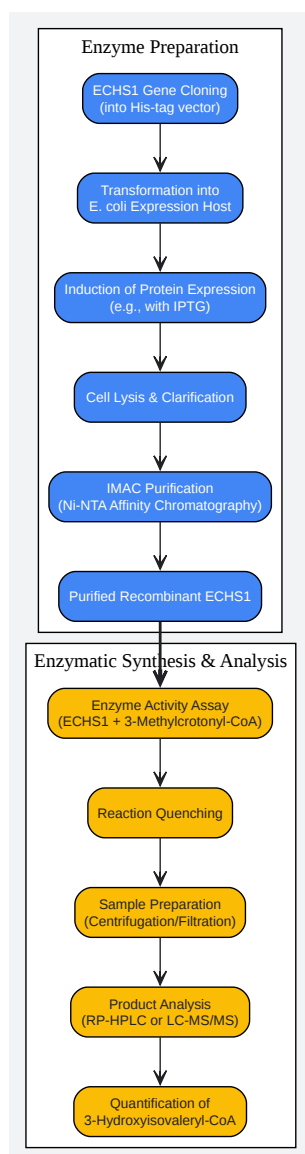 Enzyme Preparation
ECHS1 Gene Cloning
(into His-tag vector)
Transformation into
E. coli Expression Host
Induction of Protein Expression
(e.g., with IPTG)
Cell Lysis & Clarification
IMAC Purification
(Ni-NTA Affinity Chromatography)
Purified Recombinant ECHS1
Enzymatic Synthesis & Analysis
Enzyme Activity Assay
(ECHS1 + 3-Methylcrotonyl-CoA)
Reaction Quenching
Sample Preparation
(Centrifugation/Filtration)
Product Analysis
(RP-HPLC or LC-MS/MS)
Quantification of
3-Hydroxyisovaleryl-CoA